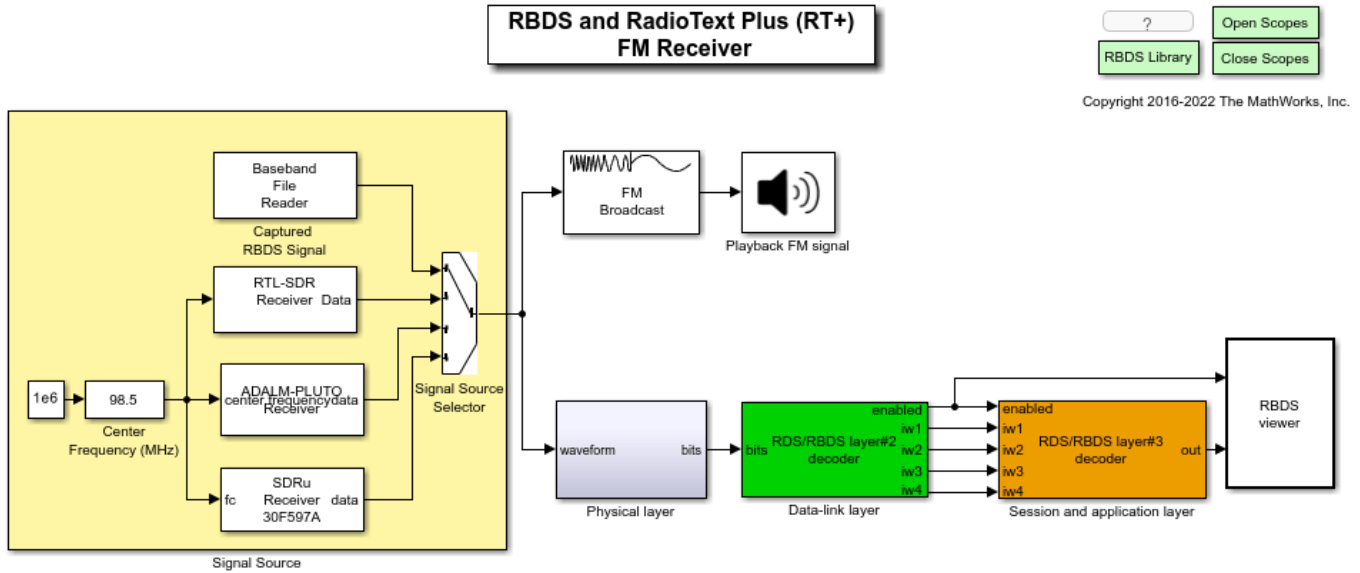 RBDS and RadioText Plus (RT+)
FM Receiver
?
Open Scopes
RBDS Library
Close Scopes
Copyright 2016-2022 The MathWorks, Inc.
Baseband
File
Reader
Captured
RBDS Signal
RTL-SDR
Receiver Data
ADALM-PLUTO
center frequency data
Receiver
1e6
98.5
Center
Frequency (MHz)
SDRu
fc Receiver data
30F597A
Signal Source
Selector
Signal Source
FM
Broadcast
Playback FM signal
waveform bits
Physical layer
enabled
iw1
RDS/RBDS layer#2
bits iw2
decoder
iw3
iw4
Data-link layer
enabled
iw1
RDS/RBDS layer#3
iw2 out
decoder
iw3
iw4
Session and application layer
RBDS
viewer